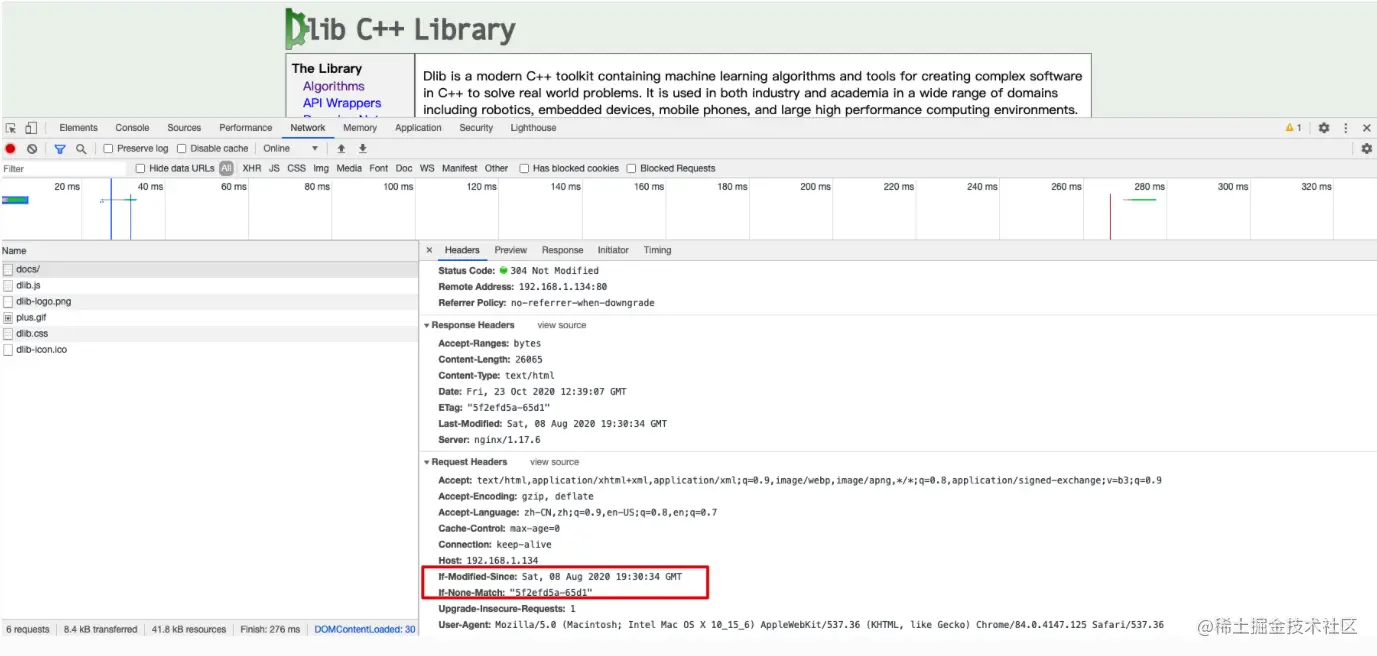 Dlib C++ Library
The Library
Algorithms
API Wrappers
Dlib is a modern C++ toolkit containing machine learning algorithms and tools for creating complex software
in C++ to solve real world problems. It is used in both industry and academia in a wide range of domains
including robotics, embedded devices, mobile phones, and large high performance computing environments.
Elements Console Sources Performance Network Memory Application Security Lighthouse 1
Preserve log Disable cache Online
Filter Hide data URLs All XHR JS CSS Img Media Font Doc WS Manifest Other Has blocked cookies Blocked Requests
20 ms 40 ms 60 ms 80 ms 100 ms 120 ms 140 ms 160 ms 180 ms 200 ms 220 ms 240 ms 260 ms 280 ms 300 ms 320 ms
Name
docs/
dlib.js
dlib-logo.png
plus.gif
dlib.css
dlib-icon.ico
Headers Preview Response Initiator Timing
Status Code: 304 Not Modified
Remote Address: 192.168.1.134:80
Referrer Policy: no-referrer-when-downgrade
Response Headers view source
Accept-Ranges: bytes
Content-Length: 26065
Content-Type: text/html
Date: Fri, 23 Oct 2020 12:39:07 GMT
ETag: "5f2efd5a-65d1"
Last-Modified: Sat, 08 Aug 2020 19:30:34 GMT
Server: nginx/1.17.6
Request Headers view source
Accept: text/html,application/xhtml+xml,application/xml;q=0.9,image/webp,image/apng,*/*;q=0.8,application/signed-exchange;v=b3;q=0.9
Accept-Encoding: gzip, deflate
Accept-Language: zh-CN,zh;q=0.9,en-US;q=0.8,en;q=0.7
Cache-Control: max-age=0
Connection: keep-alive
Host: 192.168.1.134
If-Modified-Since: Sat, 08 Aug 2020 19:30:34 GMT
If-None-Match: "5f2efd5a-65d1"
Upgrade-Insecure-Requests: 1
User-Agent: Mozilla/5.0 (Macintosh; Intel Mac OS X 10_15_6) AppleWebKit/537.36 (KHTML, like Gecko) Chrome/84.0.4147.125 Safari/537.36
6 requests 8.4 kB transferred 41.8 kB resources Finish: 276 ms DOMContentLoaded: 30
@稀土掘金技术社区